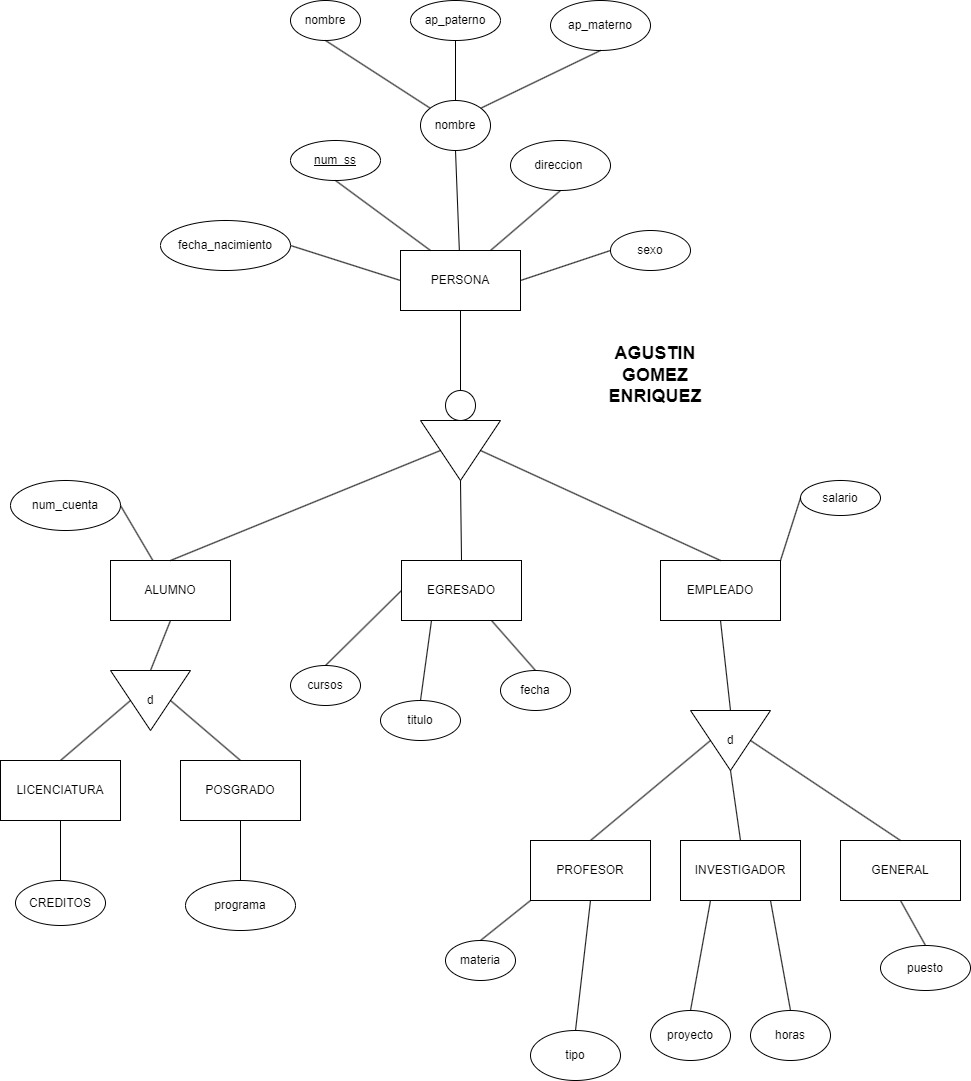 nombre
ap_paterno
ap_materno
nombre
num_ss
direccion
fecha_nacimiento
sexo
PERSONA
AGUSTIN
GOMEZ
ENRIQUEZ
num_cuenta
salario
ALUMNO
EGRESADO
EMPLEADO
cursos
titulo
fecha
d
d
LICENCIATURA
POSGRADO
PROFESOR
INVESTIGADOR
GENERAL
CREDITOS
programa
materia
puesto
proyecto
horas
tipo